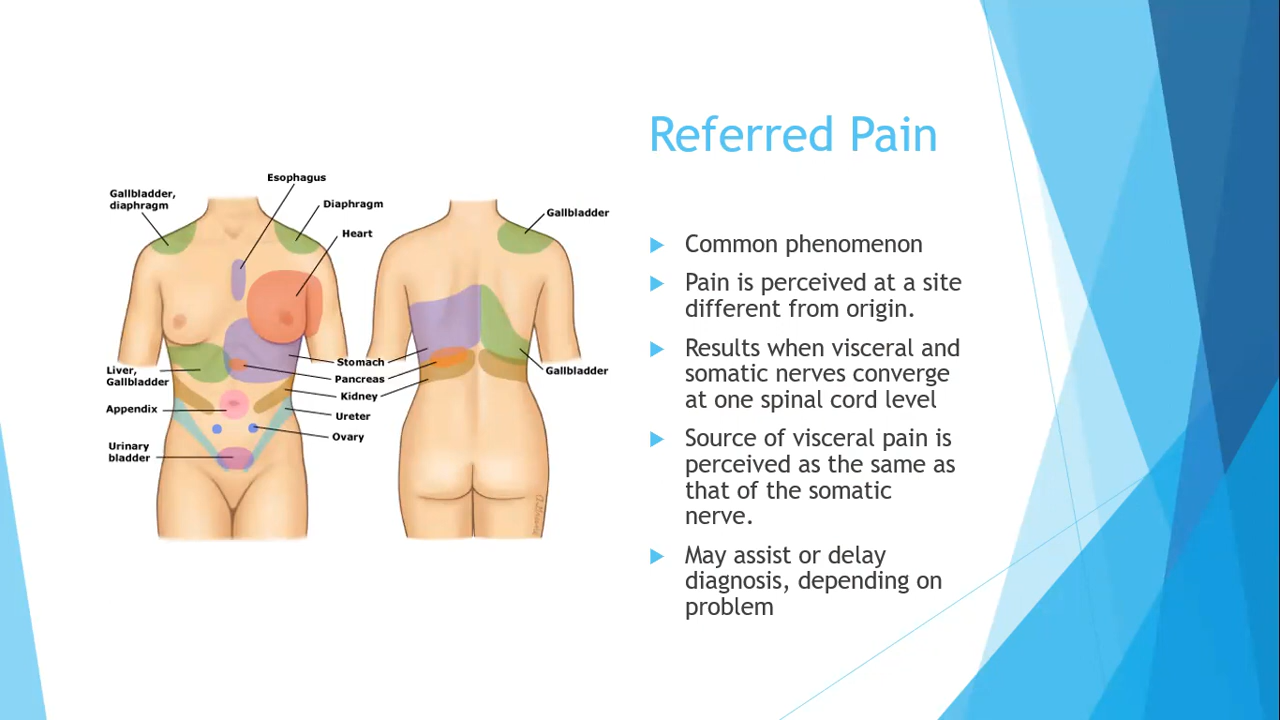 Referred Pain
Esophagus
Gallbladder,
diaphragm
Diaphragm
Heart
Gallbladder
Liver,
Gallbladder
Stomach
Pancreas
Kidney
Gallbladder
Appendix
Ureter
Ovary
Urinary
bladder
Common phenomenon
Pain is perceived at a site
different from origin.
Results when visceral and
somatic nerves converge
at one spinal cord level
Source of visceral pain is
perceived as the same as
that of the somatic
nerve.
May assist or delay
diagnosis, depending on
problem